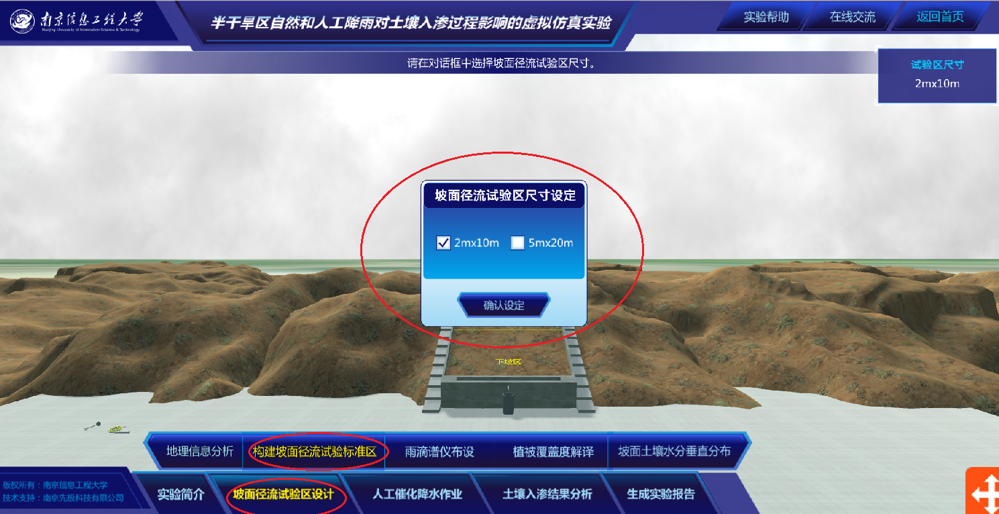 南京信息工程大学
Nanjing University of Information Science & Technology
半干旱区自然和人工降雨对土壤入渗过程影响的虚拟仿真实验
实验帮助
在线交流
返回首页
请在对话框中选择坡面径流试验区尺寸。
试验区尺寸
2mx10m
坡面径流试验区尺寸设定
2mx10m
5mx20m
确认设定
下坡区
地理信息分析
构建坡面径流试验标准区
雨滴谱仪布设
植被覆盖度解译
坡面土壤水分垂直分布
版权所有：南京信息工程大学
技术支持：南京先极科技有限公司
实验简介
坡面径流试验区设计
人工催化降水作业
土壤入渗结果分析
生成实验报告